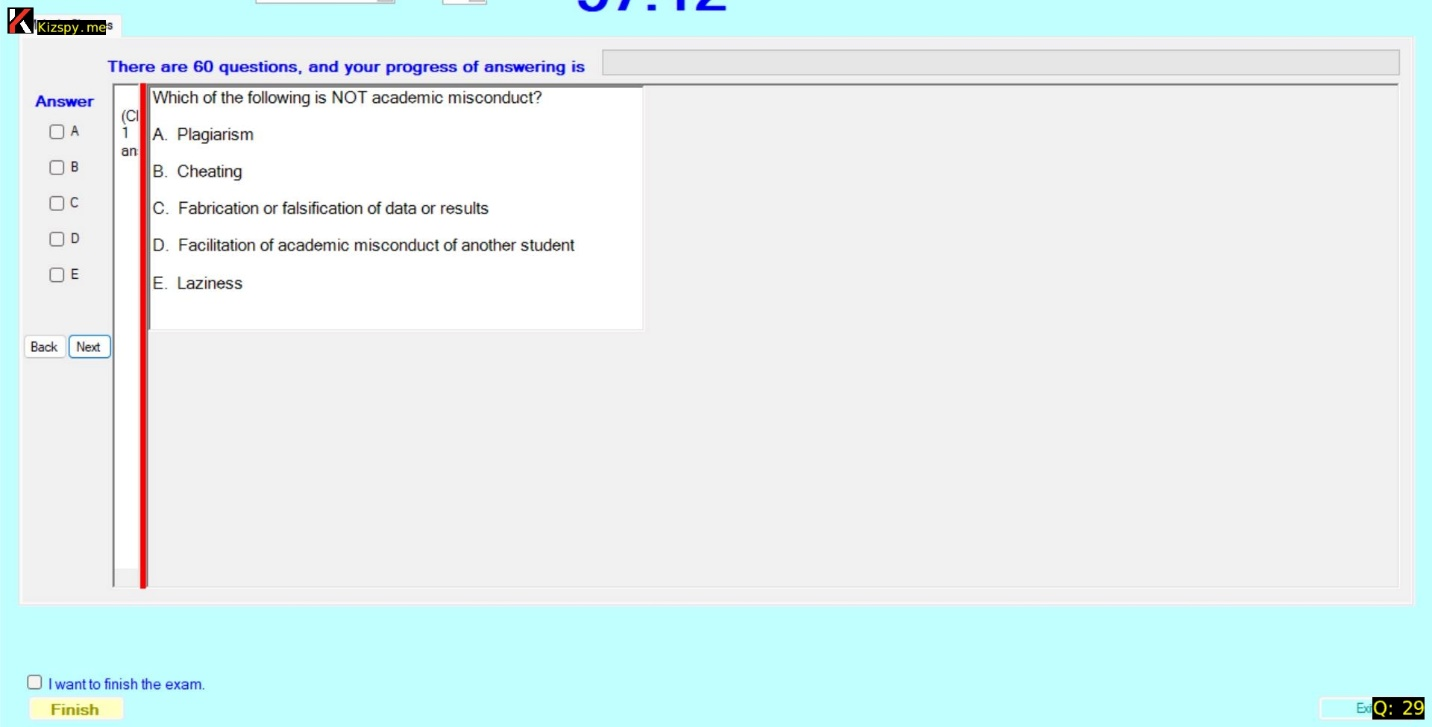 Kizspy.me
There are 60 questions, and your progress of answering is
Answer
A
B
C
D
E
Back
Next
1
Which of the following is NOT academic misconduct?
A. Plagiarism
B. Cheating
C. Fabrication or falsification of data or results
D. Facilitation of academic misconduct of another student
E. Laziness
I want to finish the exam.
Finish
Q: 29